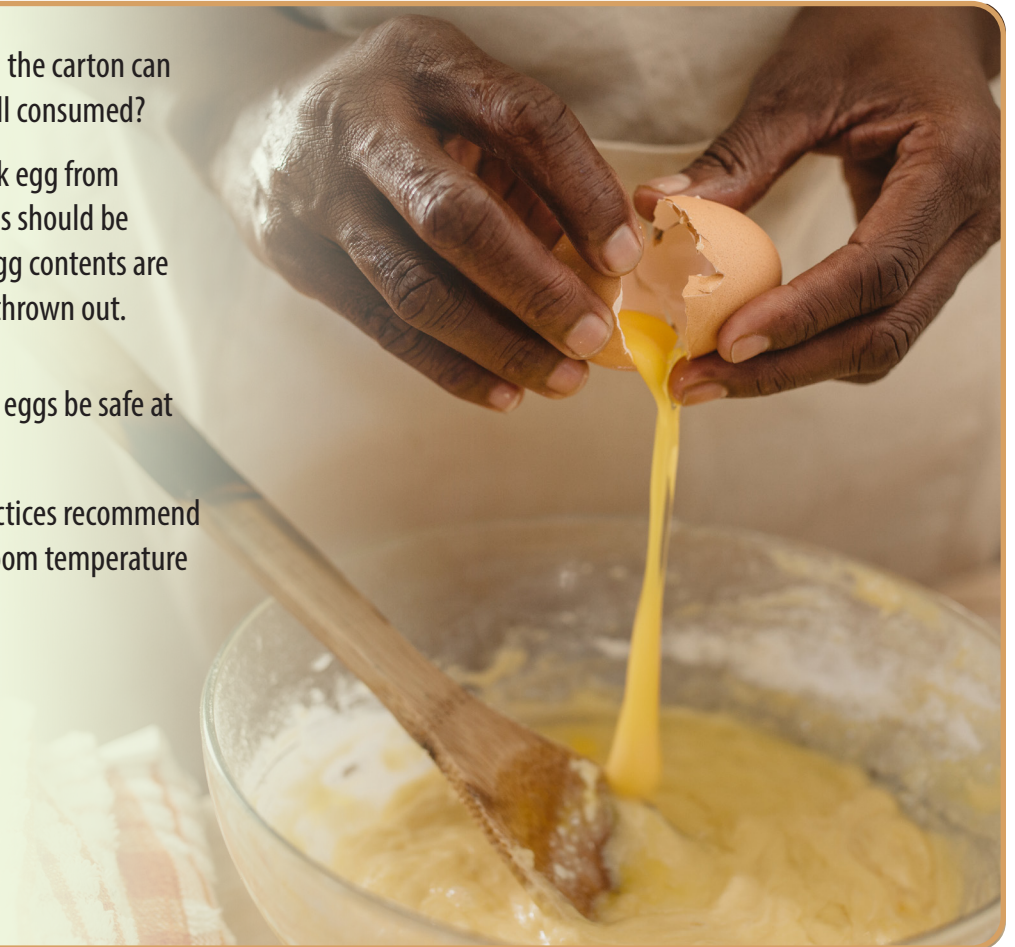 the carton can
ll consumed?
k egg from
s should be
gg contents are
thrown out.
eggs be safe at
ctices recommend
oom temperature